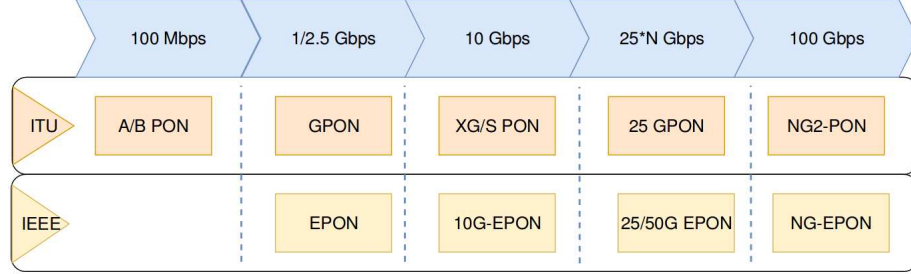 100 Mbps
1/2.5 Gbps
10 Gbps
25*N Gbps
100 Gbps
ITU
A/B PON
GPON
XG/S PON
25 GPON
NG2-PON
IEEE
EPON
10G-EPON
25/50G EPON
NG-EPON